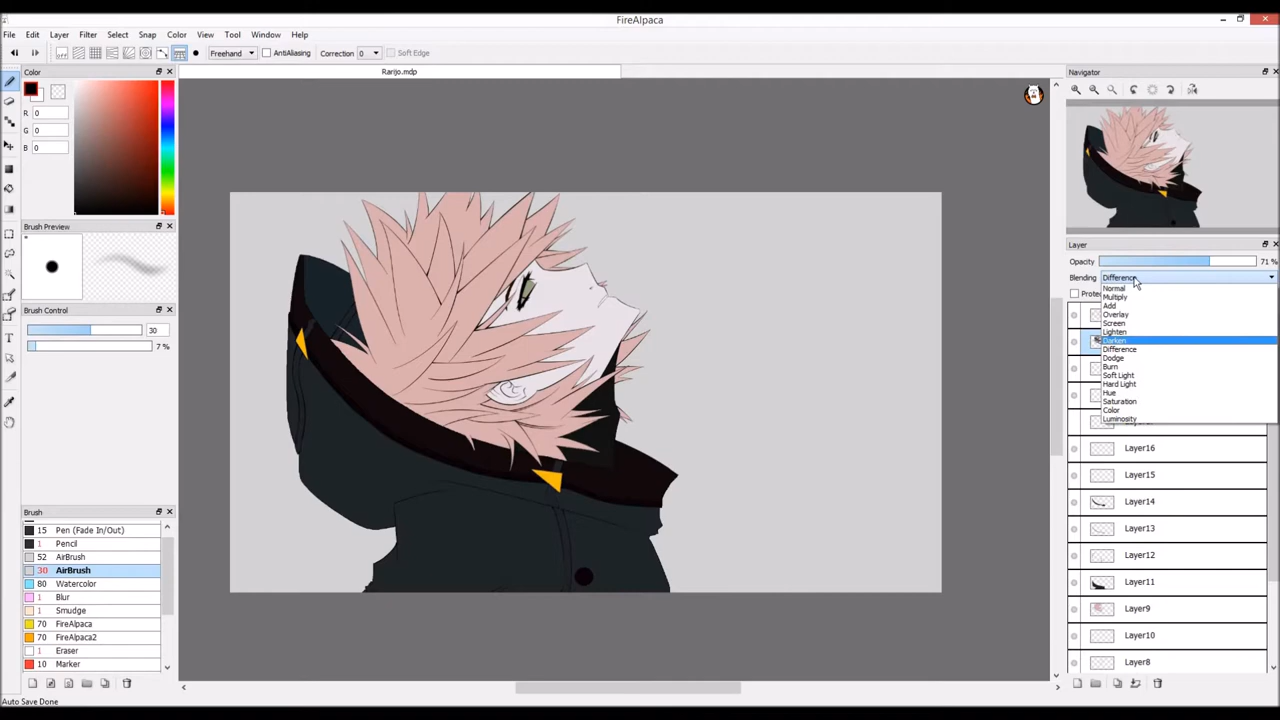 FireAlpaca
File Edit Layer Filter Select Snap Color View Tool Window Help
Freehand AntiAliasing Correction 0 Soft Edge
Rarijo.mdp
Color
R 0
G 0
B 0
Brush Preview
Brush Control
30
7 %
Brush
15 Pen (Fade In/Out)
1 Pencil
52 AirBrush
30 AirBrush
80 Watercolor
1 Blur
1 Smudge
70 FireAlpaca
70 FireAlpaca2
1 Eraser
10 Marker
Auto Save Done
Navigator
Layer
Opacity 71 %
Blending Difference
Normal
Multiply
Add
Overlay
Screen
Lighten
Darken
Difference
Dodge
Burn
Soft Light
Hard Light
Hue
Saturation
Color
Luminosity
Layer16
Layer15
Layer14
Layer13
Layer12
Layer11
Layer9
Layer10
Layer8